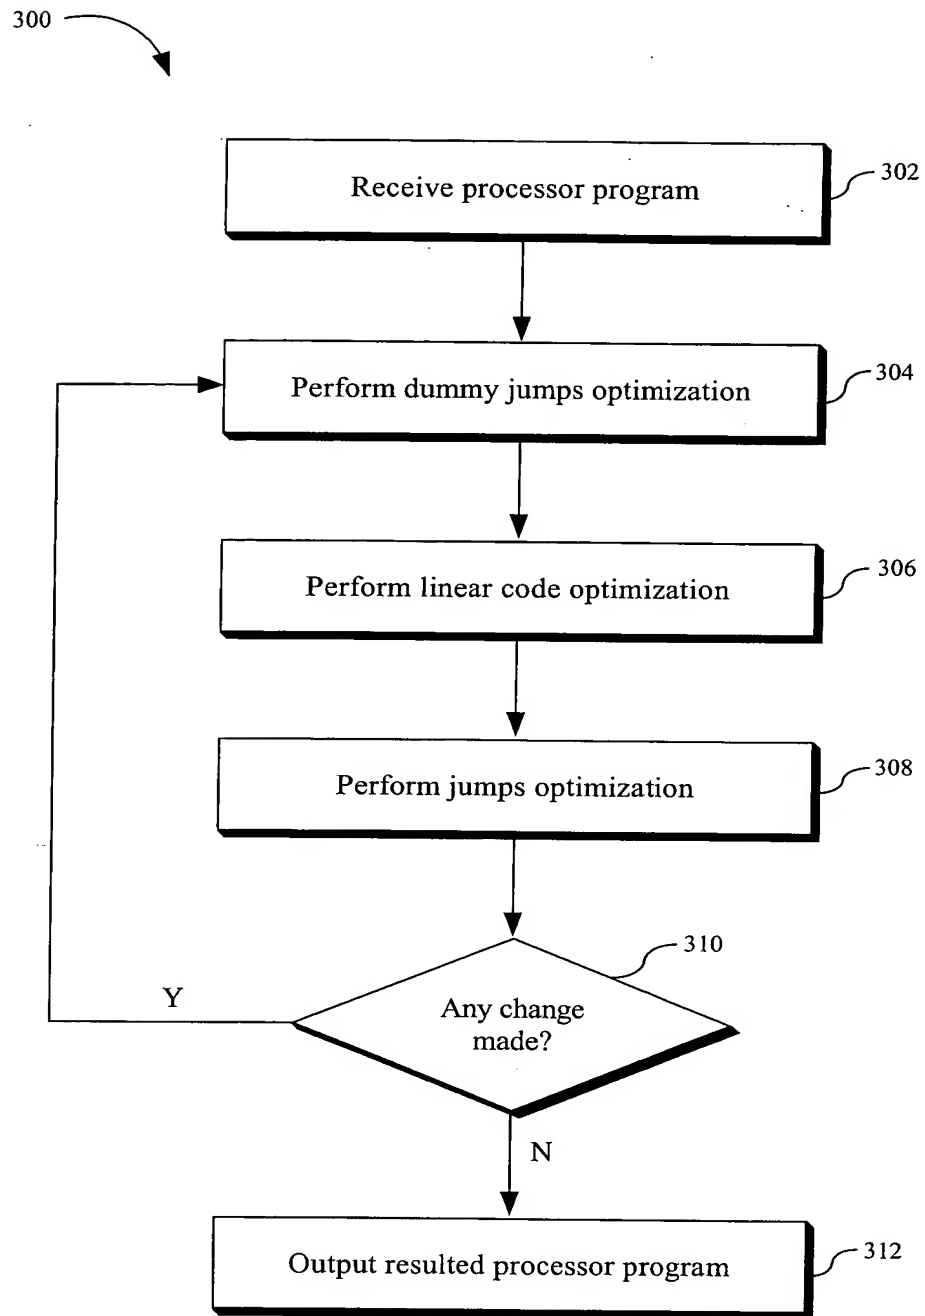 300
Receive processor program
302
Perform dummy jumps optimization
304
Perform linear code optimization
306
Perform jumps optimization
308
310
Any change
made?
Y
N
Output resulted processor program
312